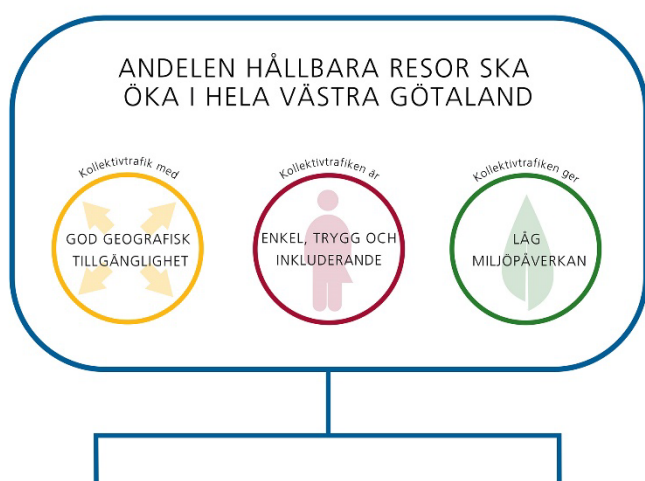 ANDELEN HÅLLBARA RESOR SKA
ÖKA I HELA VÄSTRA GÖTALAND
Kollektivtrafik med
GOD GEOGRAFISK
TILLGÄNGLIGHET
Kollektivtrafiken är
ENKEL, TRYGG OCH
INKLUDERANDE
Kollektivtrafiken ger
LÅG
MILJÖPÅVERKAN